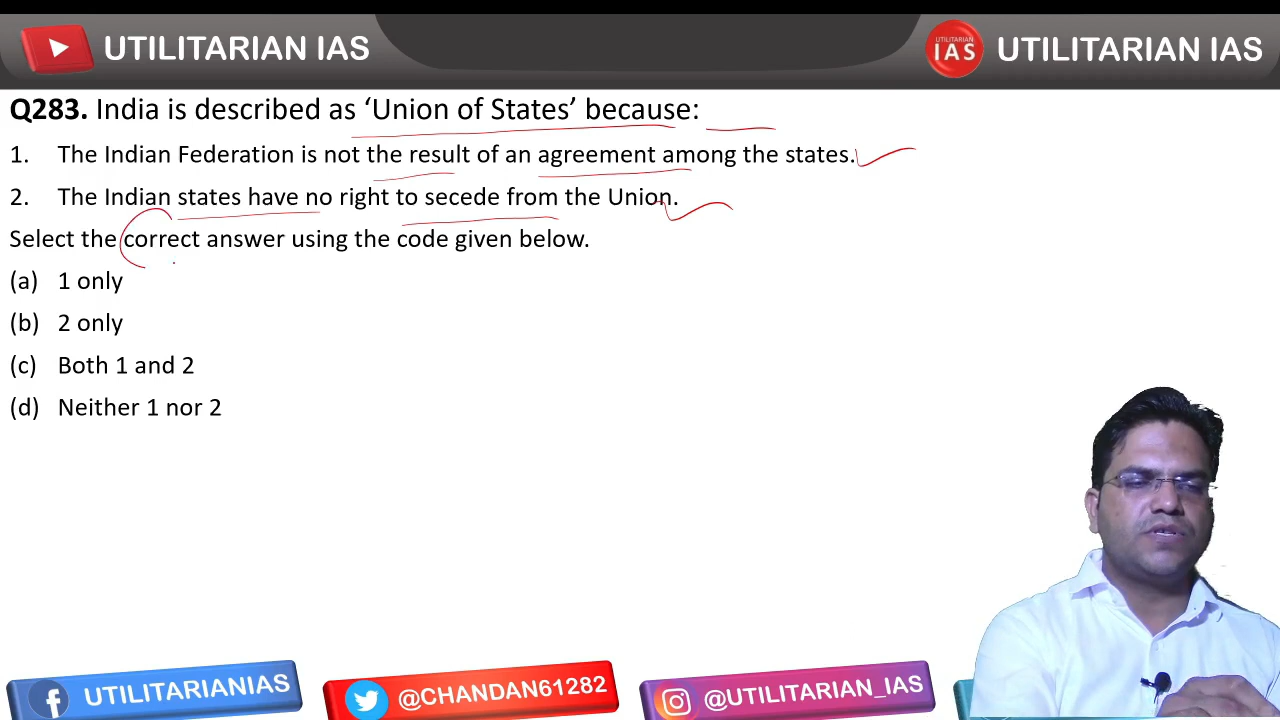 UTILITARIAN IAS
UTILITARIAN
IAS
UTILITARIAN IAS
Q283. India is described as ‘Union of States’ because:
1. The Indian Federation is not the result of an agreement among the states.
2. The Indian states have no right to secede from the Union.
Select the correct answer using the code given below.
(a) 1 only
(b) 2 only
(c) Both 1 and 2
(d) Neither 1 nor 2
UTILITARIANIAS
@CHANDAN61282
@UTILITARIAN_IAS